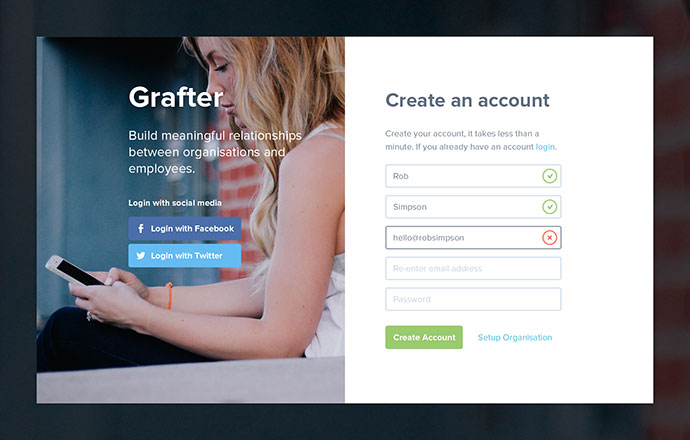 Grafter
Build meaningful relationships
between organisations and
employees.
Login with social media
Login with Facebook
Login with Twitter
Create an account
Create your account, it takes less than a
minute. If you already have an account login.
Rob
Simpson
hello@robsimpson
Re-enter email address
Password
Create Account
Setup Organisation